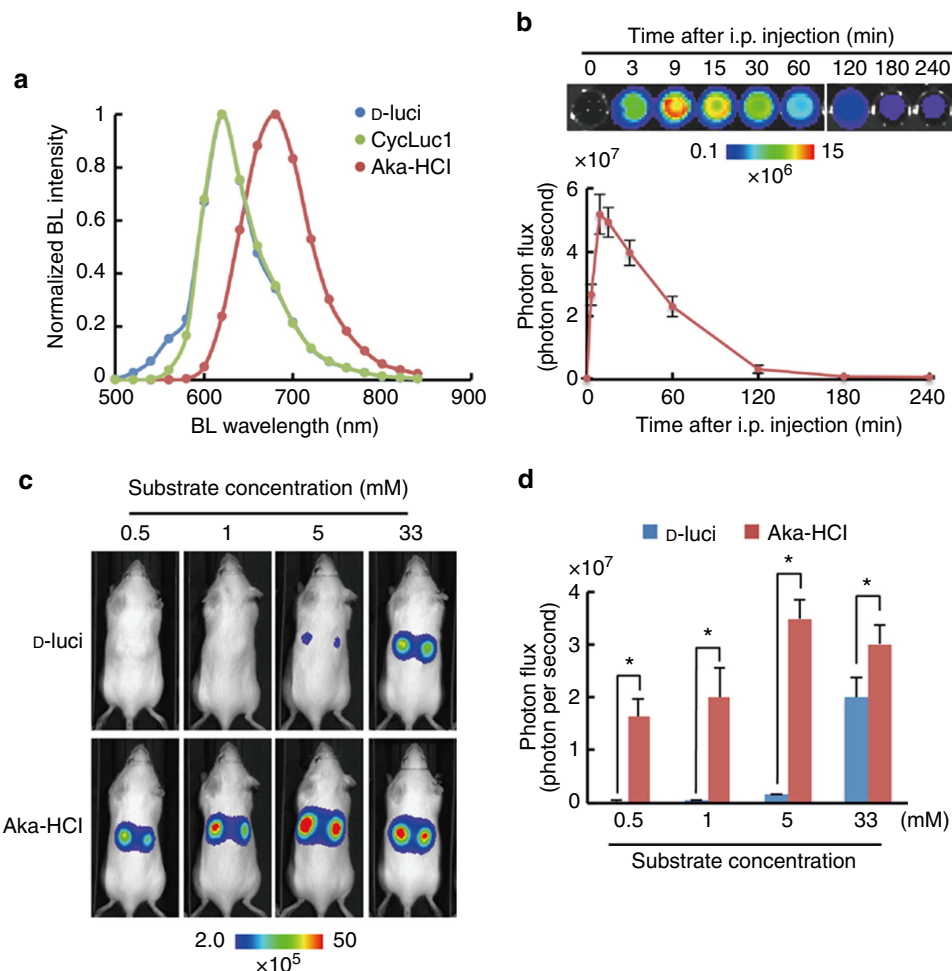 a
Normalized BL intensity
1
0.8
0.6
0.4
0.2
0
500 600 700 800 900
BL wavelength (nm)
D-luci
CycLuc1
Aka-HCl
b
Time after i.p. injection (min)
0 3 9 15 30 60 120 180 240
0.1 15
×10⁶
×10⁷
Photon flux
(photon per second)
6
4
2
0
0 60 120 180 240
Time after i.p. injection (min)
c
Substrate concentration (mM)
0.5 1 5 33
D-luci
Aka-HCl
2.0 50
×10⁵
d
D-luci Aka-HCl
×10⁷
Photon flux
(photon per second)
4
3
2
1
0
* * * *
0.5 1 5 33 (mM)
Substrate concentration